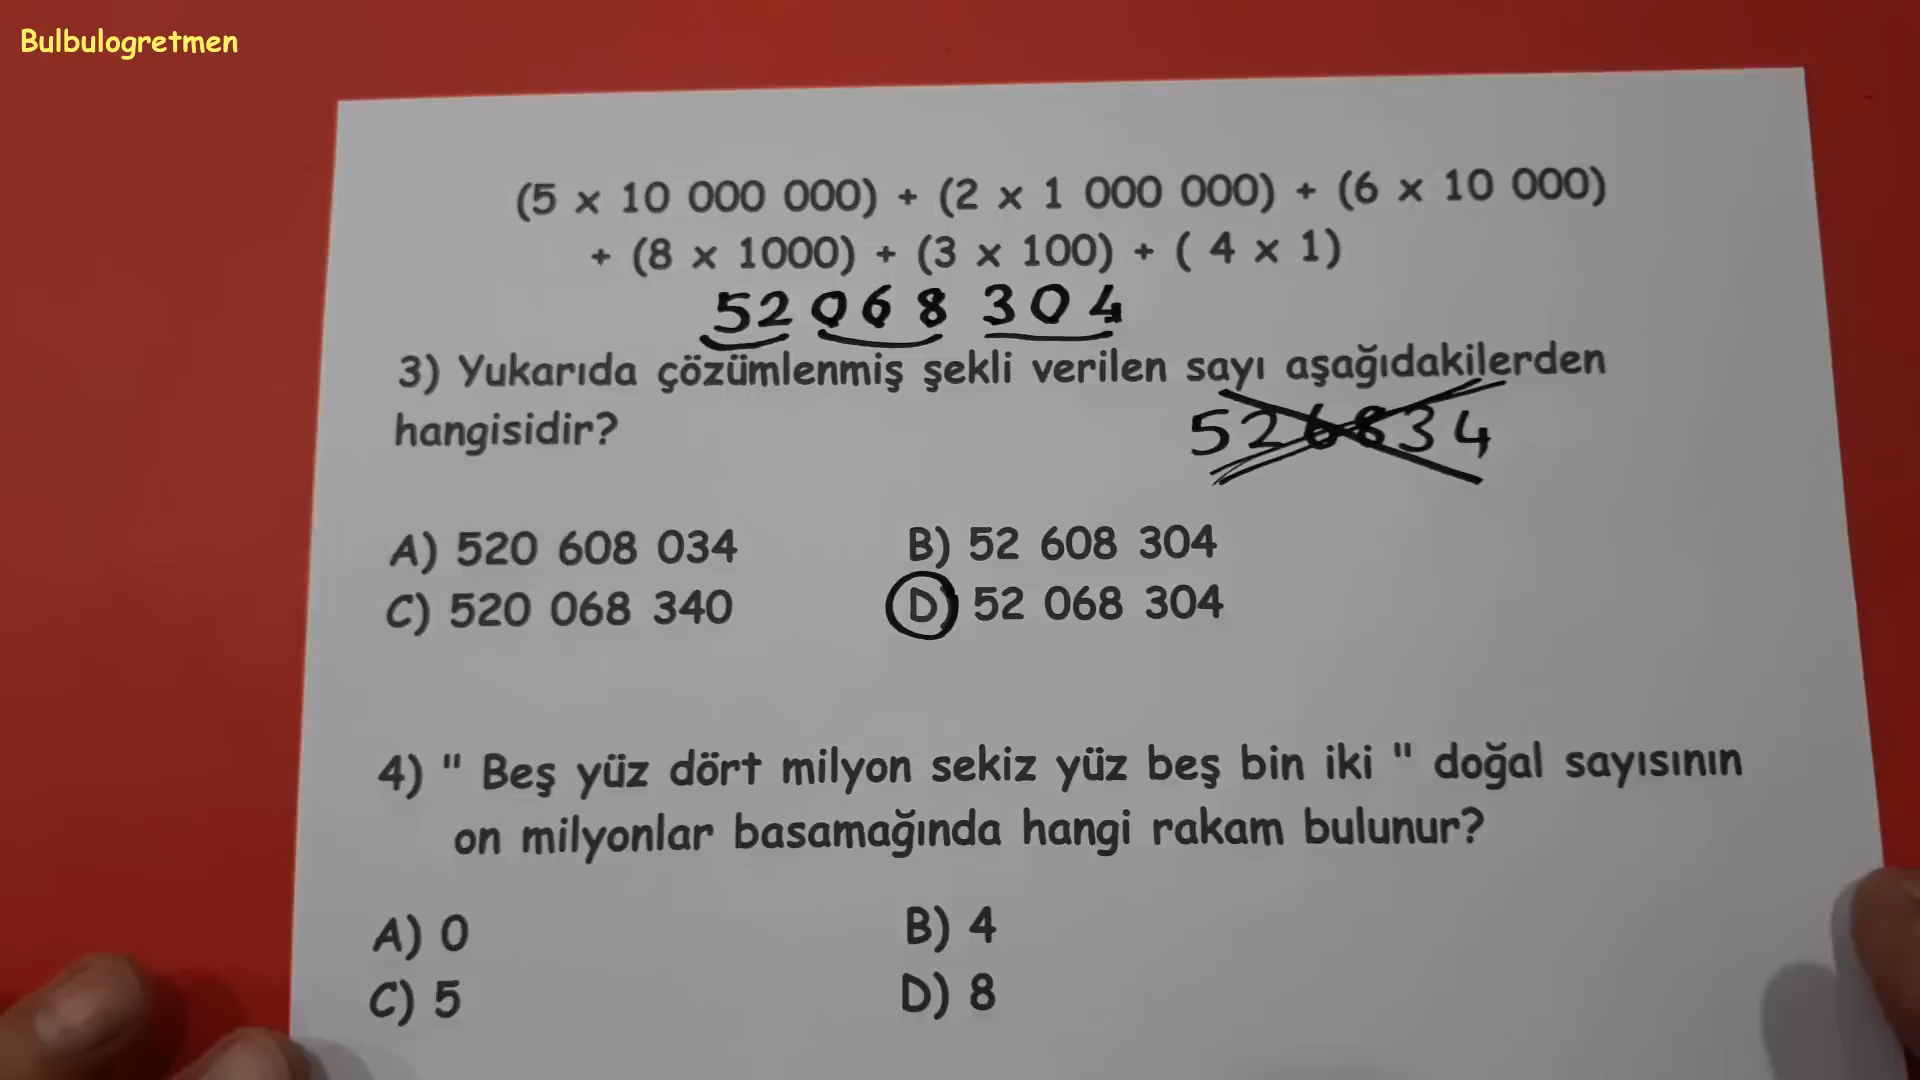 Bulbulogretmen
(5 x 10 000 000) + (2 x 1 000 000) + (6 x 10 000)
+ (8 x 1000) + (3 x 100) + ( 4 x 1)
52 068 304
3) Yukarıda çözümlenmiş şekli verilen sayı aşağıdakilerden
hangisidir?
526834
A) 520 608 034 B) 52 608 304
C) 520 068 340 D) 52 068 304
4) " Beş yüz dört milyon sekiz yüz beş bin iki " doğal sayısının
on milyonlar basamağında hangi rakam bulunur?
A) 0 B) 4
C) 5 D) 8